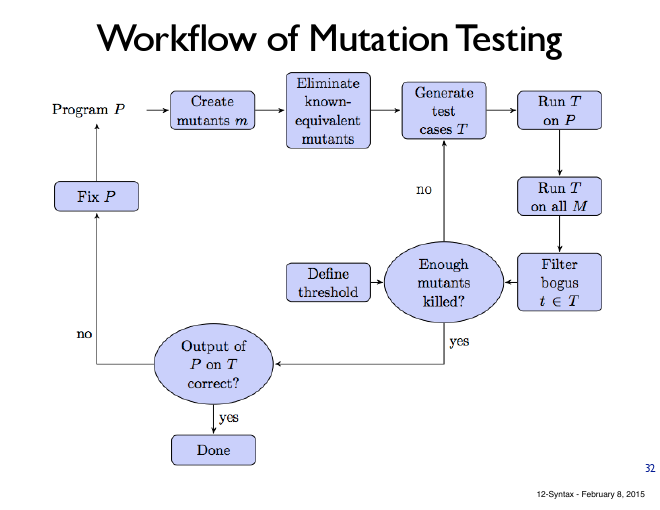 Workflow of Mutation Testing
Program P
Create
mutants m
Eliminate
known-
equivalent
mutants
Generate
test
cases T
Run T
on P
Fix P
no
Run T
on all M
Define
threshold
Enough
mutants
killed?
Filter
bogus
t ∈ T
no
yes
Output of
P on T
correct?
yes
Done
32
12-Syntax - February 8, 2015